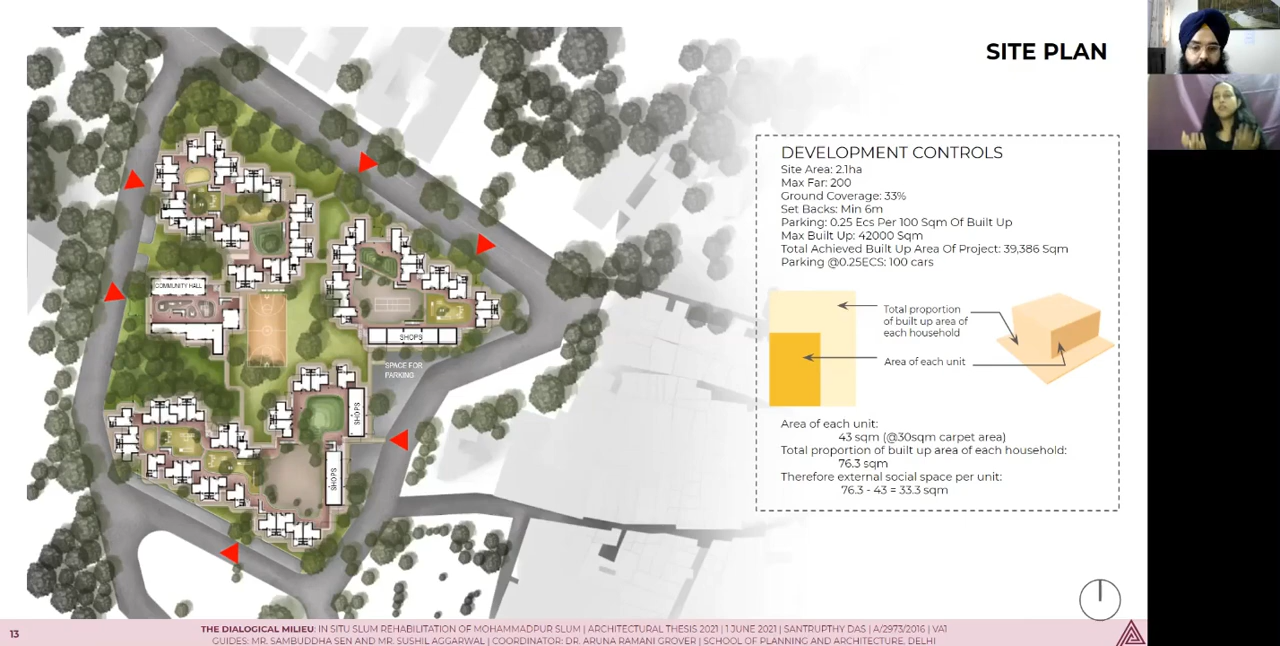 SITE PLAN
DEVELOPMENT CONTROLS
Site Area: 2.1ha
Max Far: 200
Ground Coverage: 33%
Set Backs: Min 6m
Parking: 0.25 Ecs Per 100 Sqm Of Built Up
Max Built Up: 42000 Sqm
Total Achieved Built Up Area Of Project: 39,386 Sqm
Parking @0.25ECS: 100 cars
Total proportion
of built up area of
each household
Area of each unit
Area of each unit:
43 sqm (@30sqm carpet area)
Total proportion of built up area of each household:
76.3 sqm
Therefore external social space per unit:
76.3 - 43 = 33.3 sqm
COMMUNITY HALL
SHOPS
SPACE FOR
PARKING
SHOPS
SHOPS
13
THE DIALOGICAL MILIEU: IN SITU SLUM REHABILITATION OF MOHAMMADPUR SLUM | ARCHITECTURAL THESIS 2021 | 1 JUNE 2021 | SANTRUPTHY DAS | A/2973/2016 | VA1
GUIDES: MR. SAMBUDDHA SEN AND MR. SUSHIL AGGARWAL | COORDINATOR: DR. ARUNA RAMANI GROVER | SCHOOL OF PLANNING AND ARCHITECTURE, DELHI